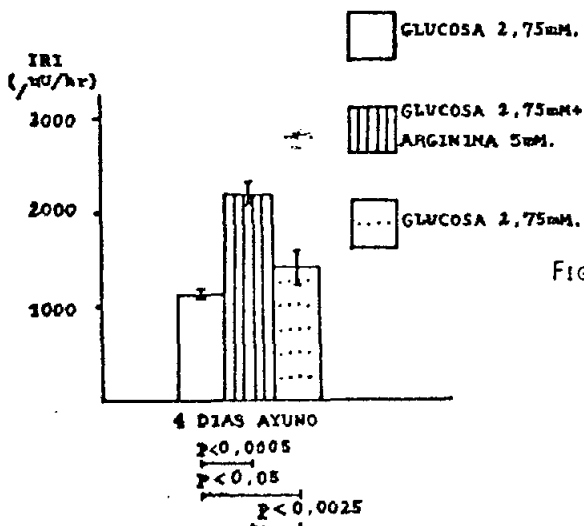 IRI
(μU/hr)
3000
2000
1000
GLUCOSA 2,75mM.
GLUCOSA 2,75mM+
ARGININA 5mM.
GLUCOSA 2,75mM.
FIG
4 DIAS AYUNO
P<0,0005
P<0,05
P<0,0025